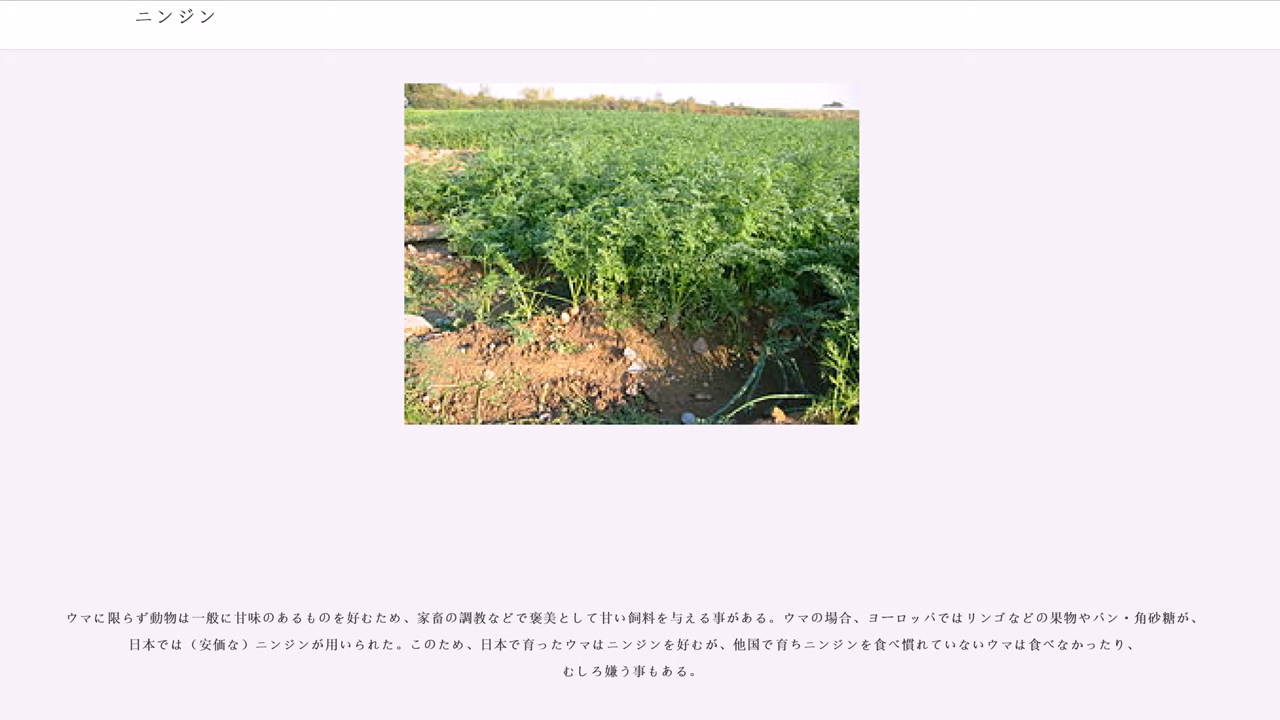 ニンジン
ウマに限らず動物は一般に甘味のあるものを好むため、家畜の調教などで褒美として甘い飼料を与える事がある。ウマの場合、ヨーロッパではリンゴなどの果物やパン・角砂糖が、
日本では（安価な）ニンジンが用いられた。このため、日本で育ったウマはニンジンを好むが、他国で育ちニンジンを食べ慣れていないウマは食べなかったり、
むしろ嫌う事もある。